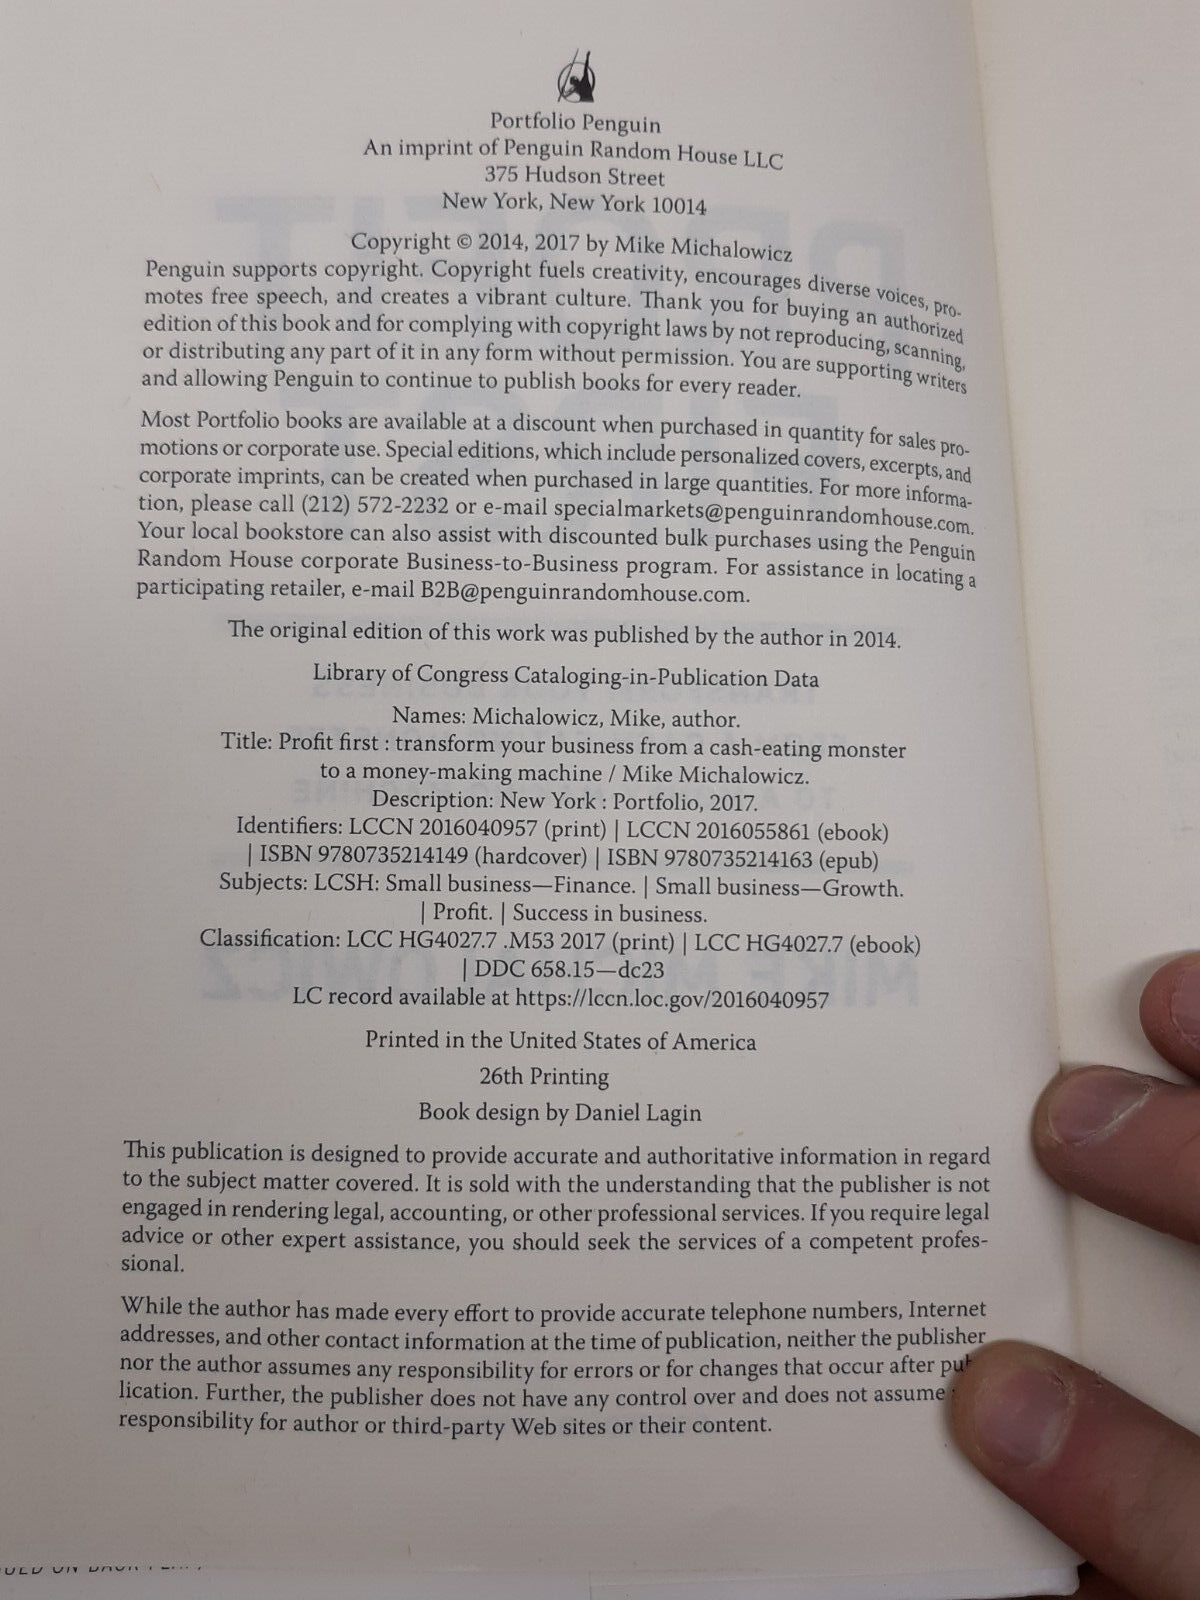 Portfolio Penguin
An imprint of Penguin Random House LLC
375 Hudson Street
New York, New York 10014
Copyright © 2014, 2017 by Mike Michalowicz
Penguin supports copyright. Copyright fuels creativity, encourages diverse voices, pro-
motes free speech, and creates a vibrant culture. Thank you for buying an authorized
edition of this book and for complying with copyright laws by not reproducing, scanning,
or distributing any part of it in any form without permission. You are supporting writers
and allowing Penguin to continue to publish books for every reader.
Most Portfolio books are available at a discount when purchased in quantity for sales pro-
motions or corporate use. Special editions, which include personalized covers, excerpts, and
corporate imprints, can be created when purchased in large quantities. For more informa-
tion, please call (212) 572-2232 or e-mail specialmarkets@penguinrandomhouse.com.
Your local bookstore can also assist with discounted bulk purchases using the Penguin
Random House corporate Business-to-Business program. For assistance in locating a
participating retailer, e-mail B2B@penguinrandomhouse.com.
The original edition of this work was published by the author in 2014.
Library of Congress Cataloging-in-Publication Data
Names: Michalowicz, Mike, author.
Title: Profit first : transform your business from a cash-eating monster
to a money-making machine / Mike Michalowicz.
Description: New York : Portfolio, 2017.
Identifiers: LCCN 2016040957 (print) | LCCN 2016055861 (ebook)
| ISBN 9780735214149 (hardcover) | ISBN 9780735214163 (epub)
Subjects: LCSH: Small business—Finance. | Small business—Growth.
| Profit. | Success in business.
Classification: LCC HG4027.7 .M53 2017 (print) | LCC HG4027.7 (ebook)
| DDC 658.15—dc23
LC record available at https://lccn.loc.gov/2016040957
Printed in the United States of America
26th Printing
Book design by Daniel Lagin
This publication is designed to provide accurate and authoritative information in regard
to the subject matter covered. It is sold with the understanding that the publisher is not
engaged in rendering legal, accounting, or other professional services. If you require legal
advice or other expert assistance, you should seek the services of a competent profes-
sional.
While the author has made every effort to provide accurate telephone numbers, Internet
addresses, and other contact information at the time of publication, neither the publisher
nor the author assumes any responsibility for errors or for changes that occur after pub
lication. Further, the publisher does not have any control over and does not assume
responsibility for author or third-party Web sites or their content.